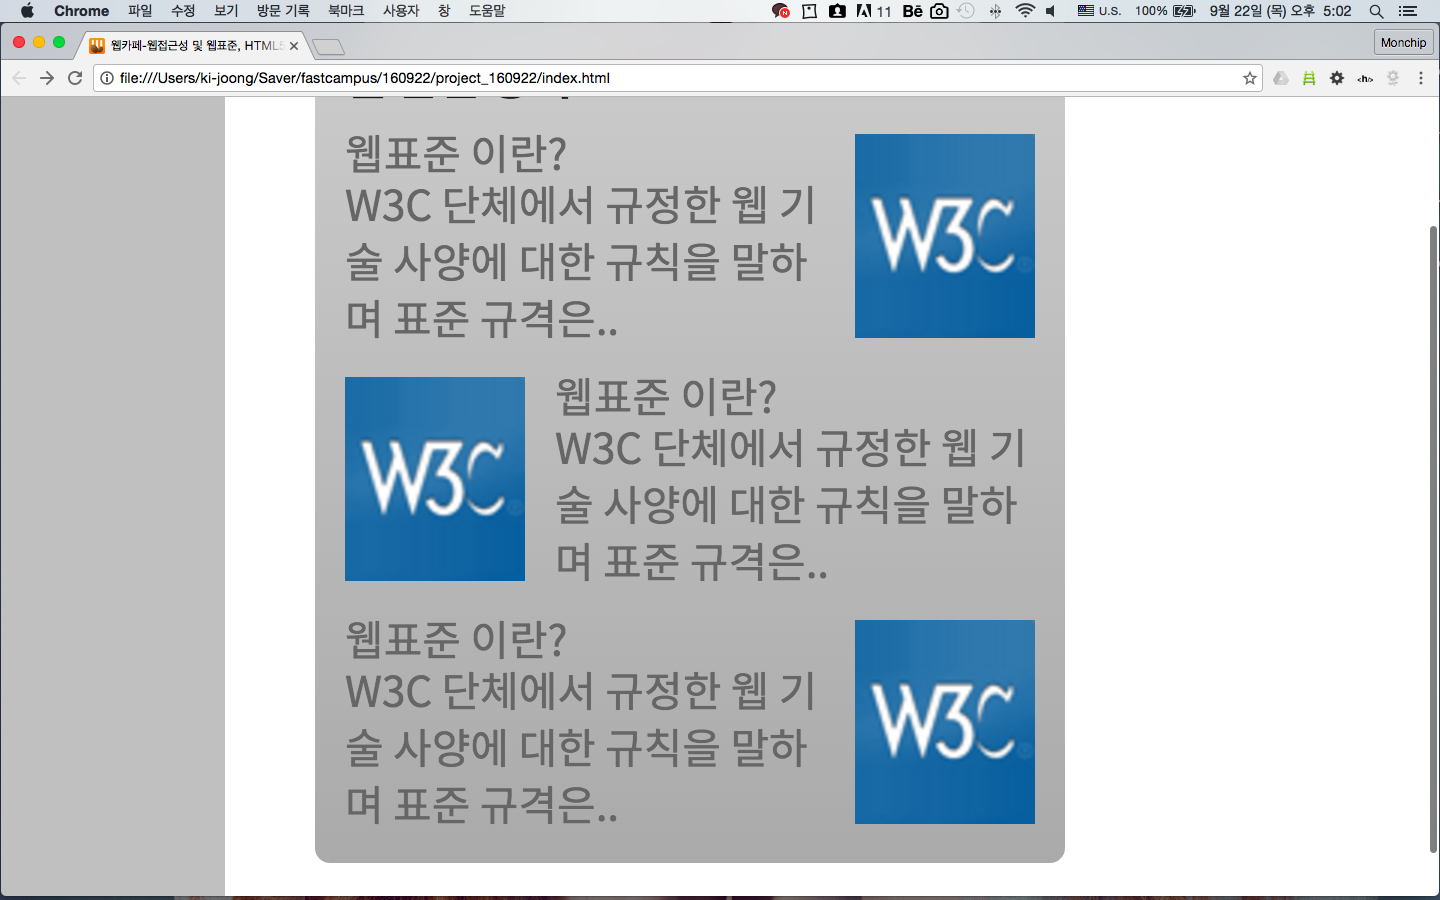 Chrome 파일 수정 보기 방문 기록 북마크 사용자 창 도움말 N 11 Bē U.S. 100% 9월 22일 (목) 오후 5:02
웹카페-웹접근성 및 웹표준, HTML5 Monchip
file:///Users/ki-joong/Saver/fastcampus/160922/project_160922/index.html <h/>
웹표준 이란?
W3C 단체에서 규정한 웹 기
술 사양에 대한 규칙을 말하
며 표준 규격은..
W3C
웹표준 이란?
W3C 단체에서 규정한 웹 기
술 사양에 대한 규칙을 말하
며 표준 규격은..
W3C
웹표준 이란?
W3C 단체에서 규정한 웹 기
술 사양에 대한 규칙을 말하
며 표준 규격은..
W3C